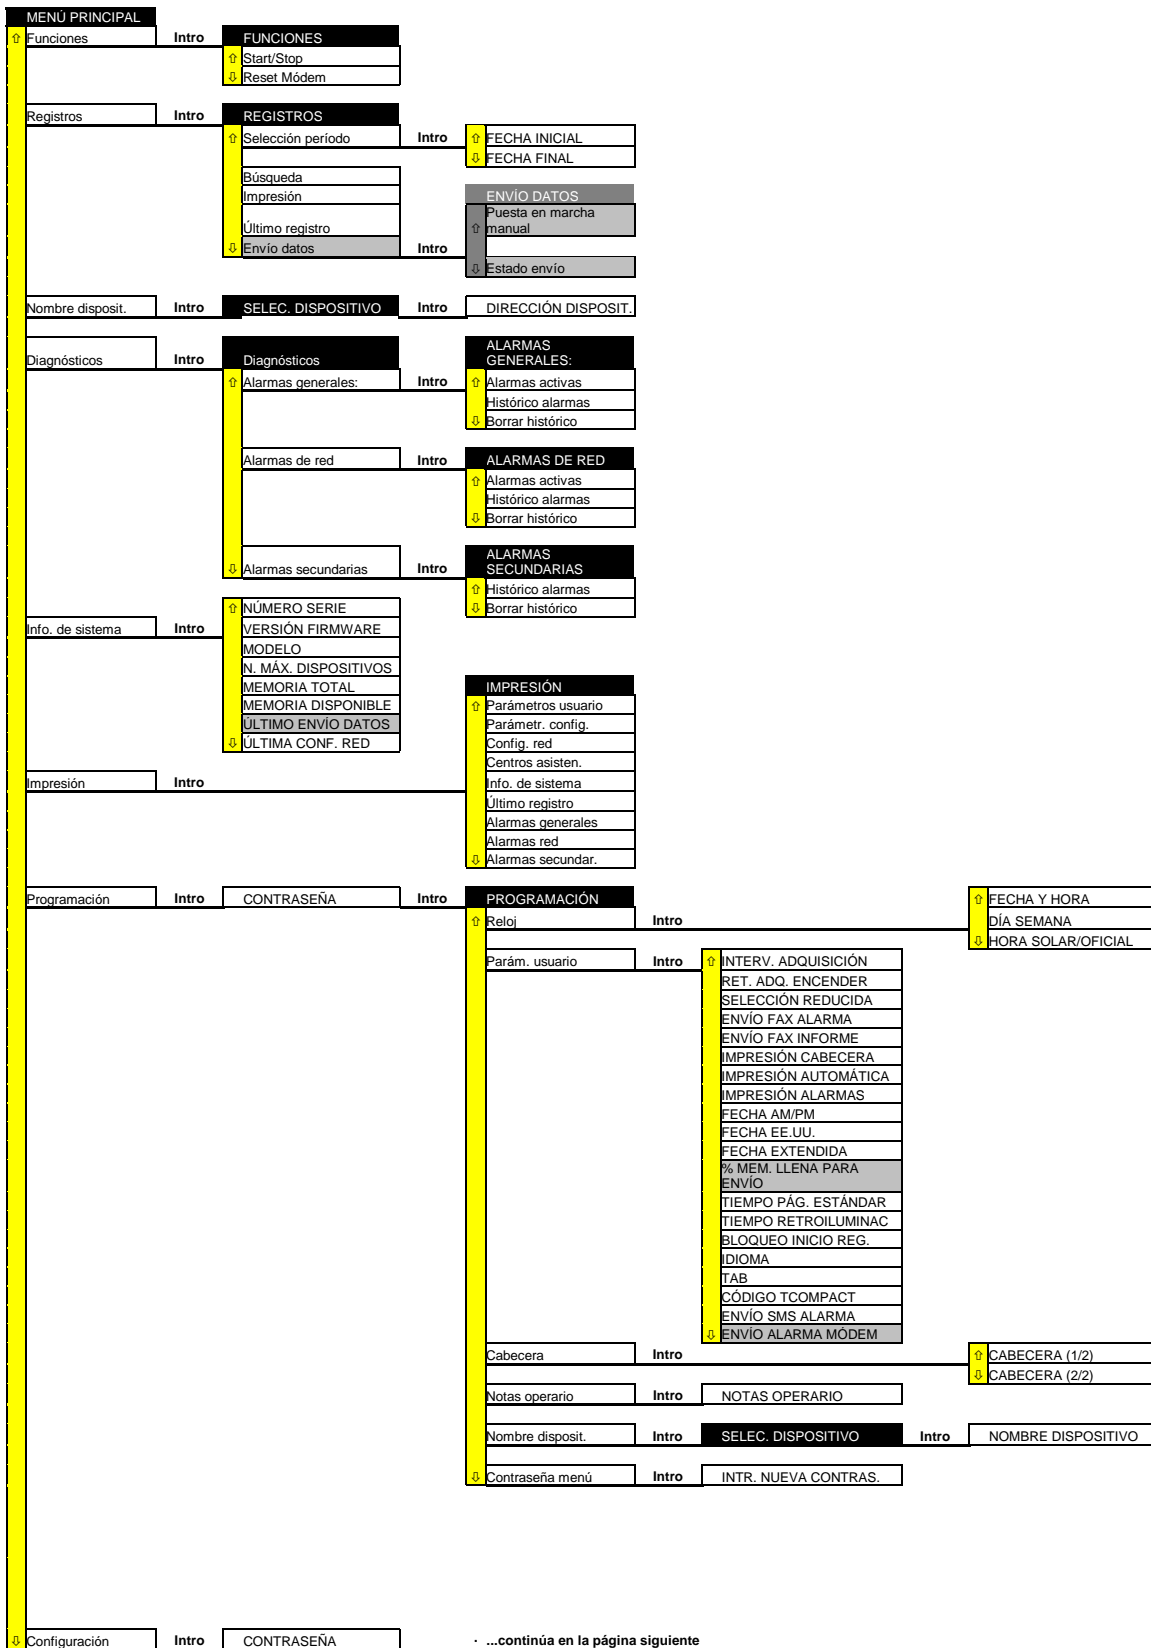 MENÚ PRINCIPAL
⇧ Funciones Intro FUNCIONES
⇧ Start/Stop
⇩ Reset Módem
Registros Intro REGISTROS
⇧ Selección período Intro ⇧ FECHA INICIAL
⇩ FECHA FINAL
Búsqueda
Impresión ENVÍO DATOS
Puesta en marcha
Último registro ⇧ manual
⇩ Envío datos Intro
⇩ Estado envío
Nombre disposit. Intro SELEC. DISPOSITIVO Intro DIRECCIÓN DISPOSIT.
ALARMAS
Diagnósticos Intro Diagnósticos GENERALES:
⇧ Alarmas generales: Intro ⇧ Alarmas activas
Histórico alarmas
⇩ Borrar histórico
Alarmas de red Intro ALARMAS DE RED
⇧ Alarmas activas
Histórico alarmas
⇩ Borrar histórico
ALARMAS
⇩ Alarmas secundarias Intro SECUNDARIAS
⇧ Histórico alarmas
⇧ NÚMERO SERIE ⇩ Borrar histórico
Info. de sistema Intro VERSIÓN FIRMWARE
MODELO
N. MÁX. DISPOSITIVOS
MEMORIA TOTAL IMPRESIÓN
MEMORIA DISPONIBLE ⇧ Parámetros usuario
ÚLTIMO ENVÍO DATOS Parámetr. config.
⇩ ÚLTIMA CONF. RED Config. red
Centros asisten.
Impresión Intro Info. de sistema
Último registro
Alarmas generales
Alarmas red
⇩ Alarmas secundar.
Programación Intro CONTRASEÑA Intro PROGRAMACIÓN ⇧ FECHA Y HORA
⇧ Reloj Intro DÍA SEMANA
⇩ HORA SOLAR/OFICIAL
Parám. usuario Intro ⇧ INTERV. ADQUISICIÓN
RET. ADQ. ENCENDER
SELECCIÓN REDUCIDA
ENVÍO FAX ALARMA
ENVÍO FAX INFORME
IMPRESIÓN CABECERA
IMPRESIÓN AUTOMÁTICA
IMPRESIÓN ALARMAS
FECHA AM/PM
FECHA EE.UU.
FECHA EXTENDIDA
% MEM. LLENA PARA
ENVÍO
TIEMPO PÁG. ESTÁNDAR
TIEMPO RETROILUMINAC
BLOQUEO INICIO REG.
IDIOMA
TAB
CÓDIGO TCOMPACT
ENVÍO SMS ALARMA
⇩ ENVÍO ALARMA MÓDEM
Cabecera Intro ⇧ CABECERA (1/2)
⇩ CABECERA (2/2)
Notas operario Intro NOTAS OPERARIO
Nombre disposit. Intro SELEC. DISPOSITIVO Intro NOMBRE DISPOSITIVO
⇩ Contraseña menú Intro INTR. NUEVA CONTRAS.
⇩ Configuración Intro CONTRASEÑA · ...continúa en la página siguiente